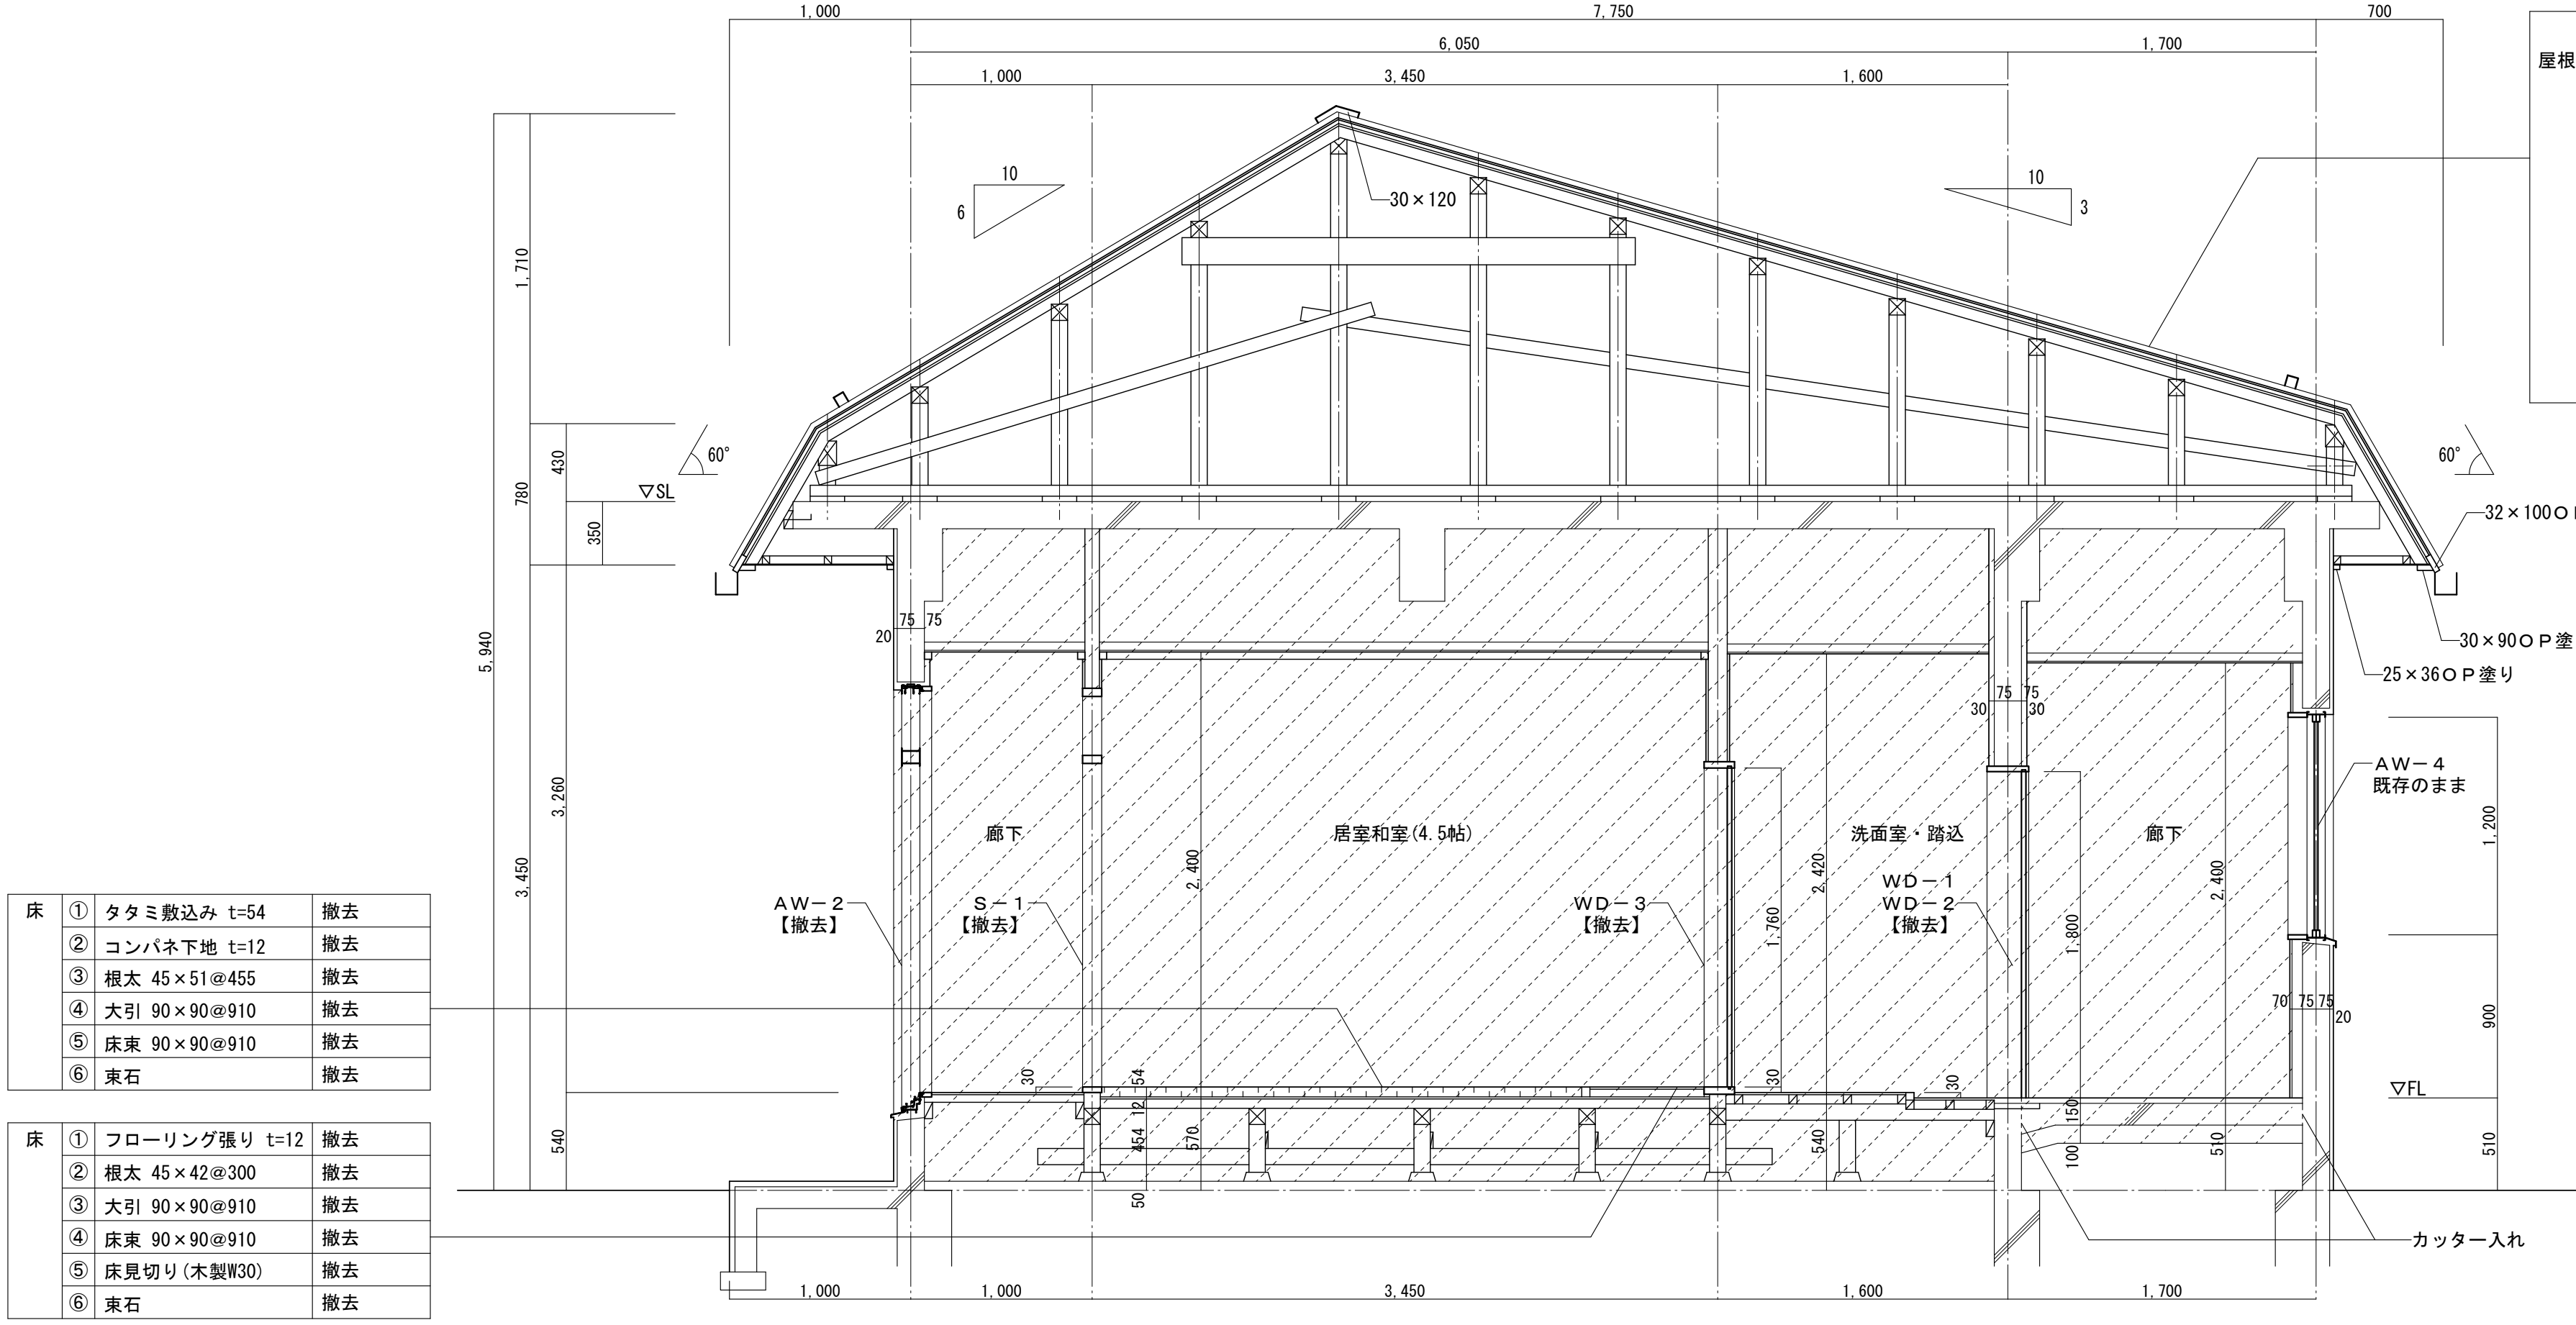 1,000
7,750
700
6,050
1,700
1,000
3,450
1,600
屋根
10
6
30×120
10
3
1,710
780
430
350
▽SL
60°
60°
32×100O
5,940
3,450
3,260
540
20
75
75
30×90OP塗
25×36OP塗り
75
75
30
30
AW-4
既存のまま
1,200
900
510
廊下
居室和室(4.5帖)
洗面室・踏込
廊下
2,400
2,420
2,400
AW-2
【撤去】
S-1
【撤去】
WD-3
【撤去】
WD-1
WD-2
【撤去】
1,760
1,800
70
75
75
20
▽FL
30
54
12
454
570
50
30
30
540
150
100
510
カッター入れ
1,000
1,000
3,450
1,600
1,700
床 ① タタミ敷込み t=54 撤去
② コンパネ下地 t=12 撤去
③ 根太 45×51@455 撤去
④ 大引 90×90@910 撤去
⑤ 床束 90×90@910 撤去
⑥ 束石 撤去
床 ① フローリング張り t=12 撤去
② 根太 45×42@300 撤去
③ 大引 90×90@910 撤去
④ 床束 90×90@910 撤去
⑤ 床見切り(木製W30) 撤去
⑥ 束石 撤去